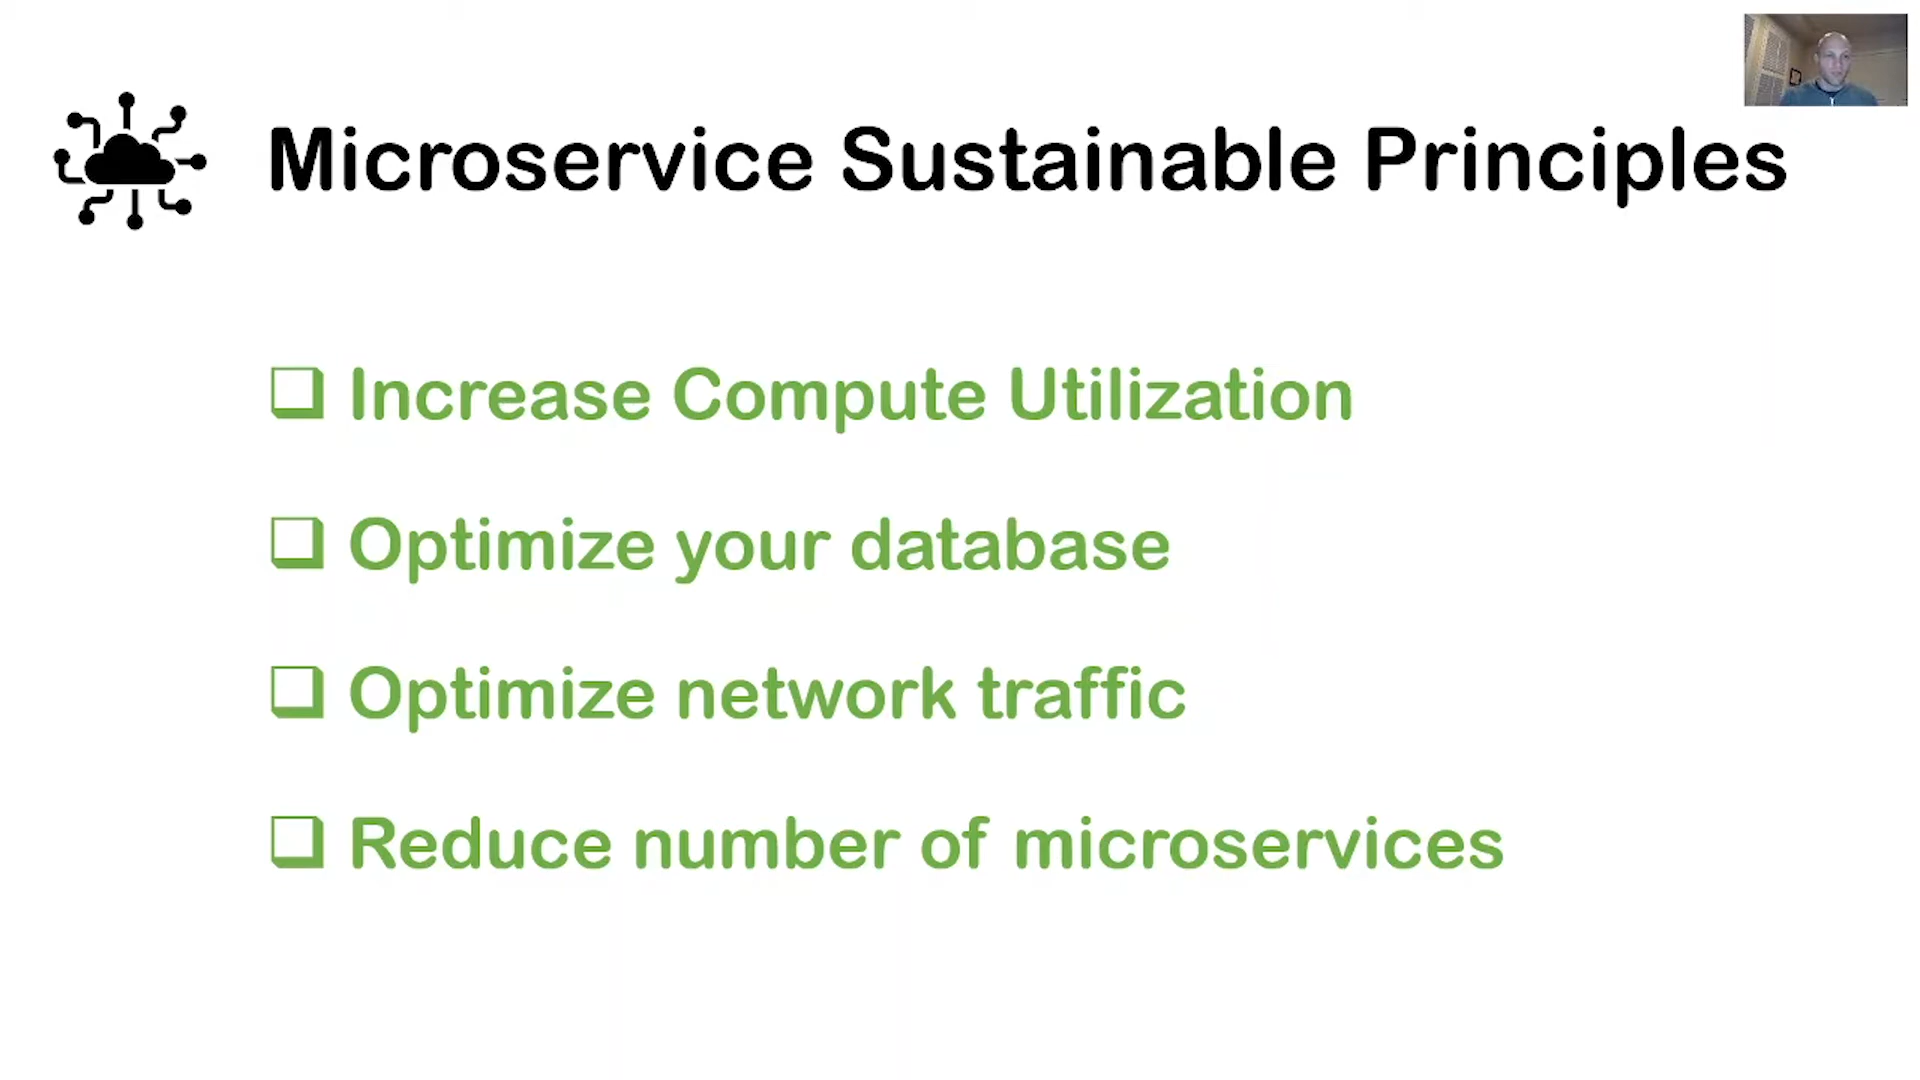 Microservice Sustainable Principles
Increase Compute Utilization
Optimize your database
Optimize network traffic
Reduce number of microservices